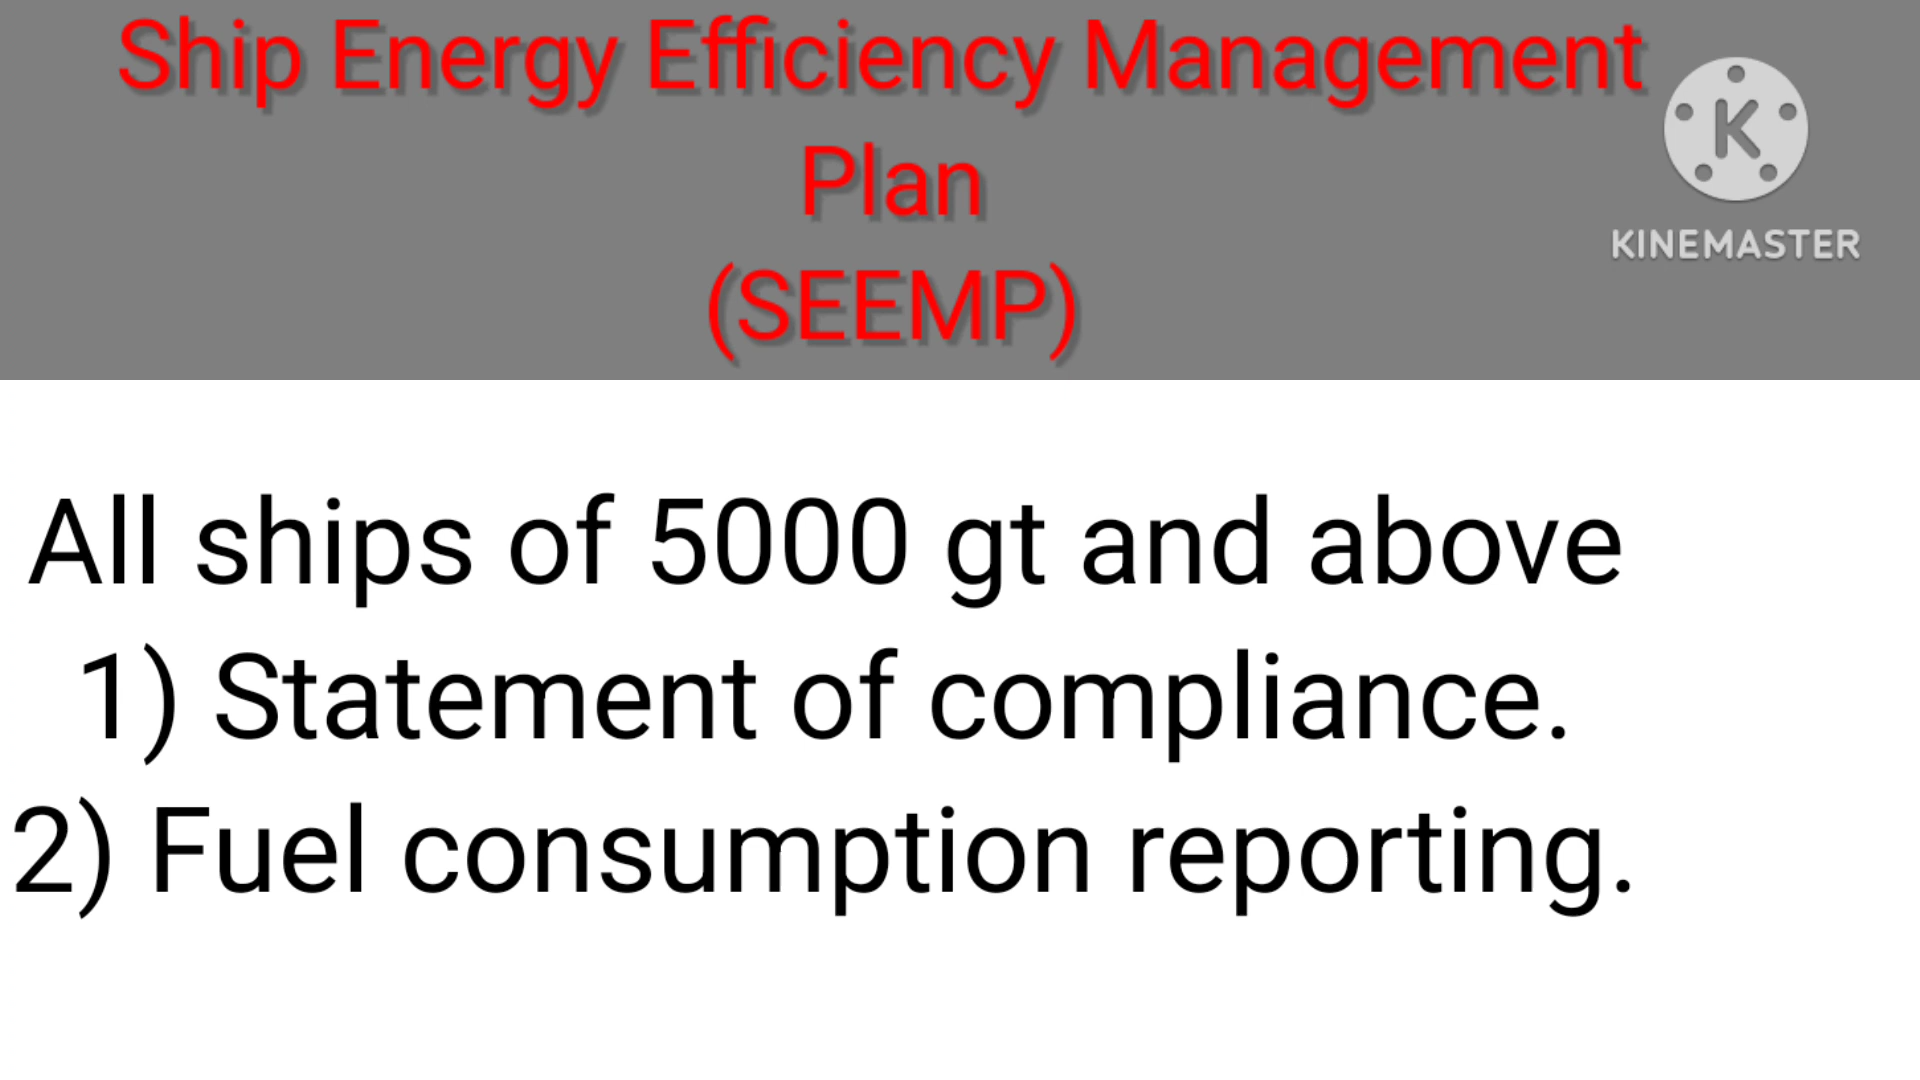 Ship Energy Efficiency Management
Plan
(SEEMP)
K
KINEMASTER
All ships of 5000 gt and above
1) Statement of compliance.
2) Fuel consumption reporting.